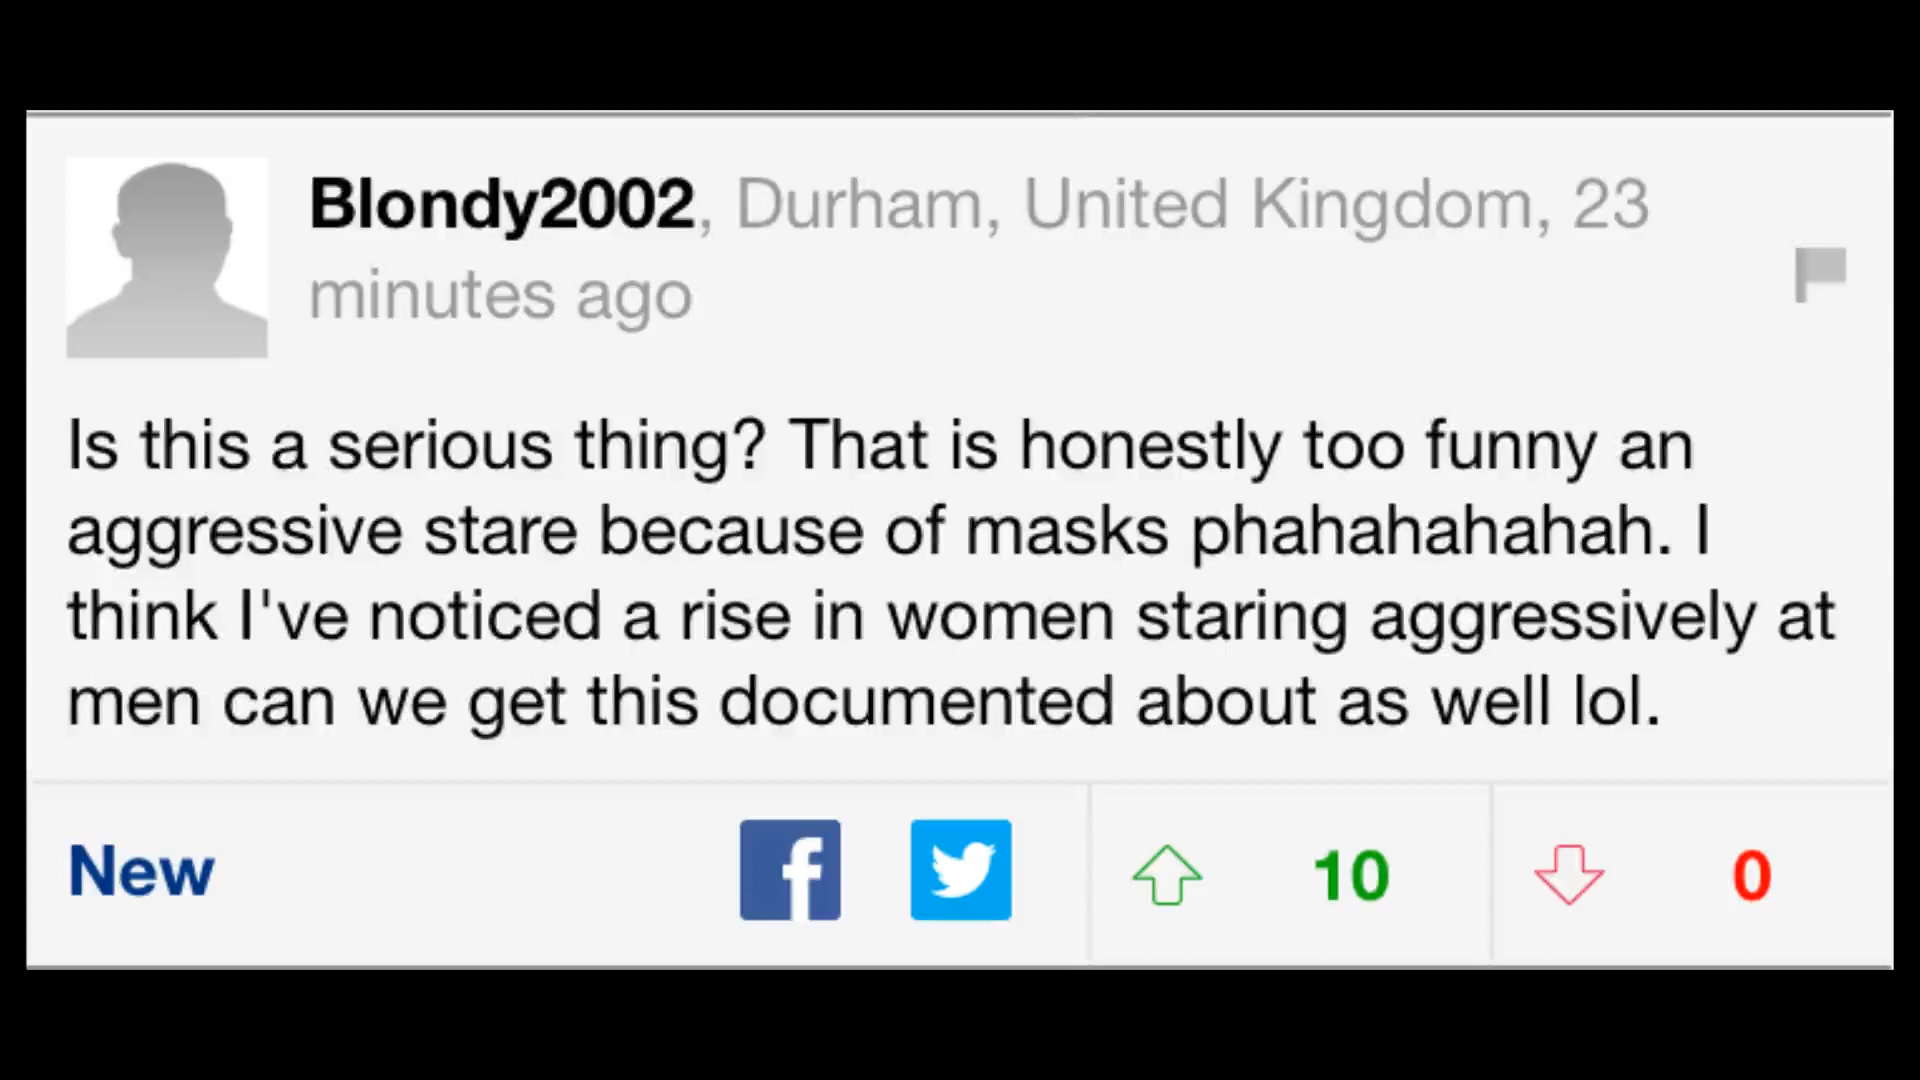 Blondy2002, Durham, United Kingdom, 23
minutes ago
Is this a serious thing? That is honestly too funny an
aggressive stare because of masks phahahahahah. I
think I've noticed a rise in women staring aggressively at
men can we get this documented about as well lol.
New
10
0